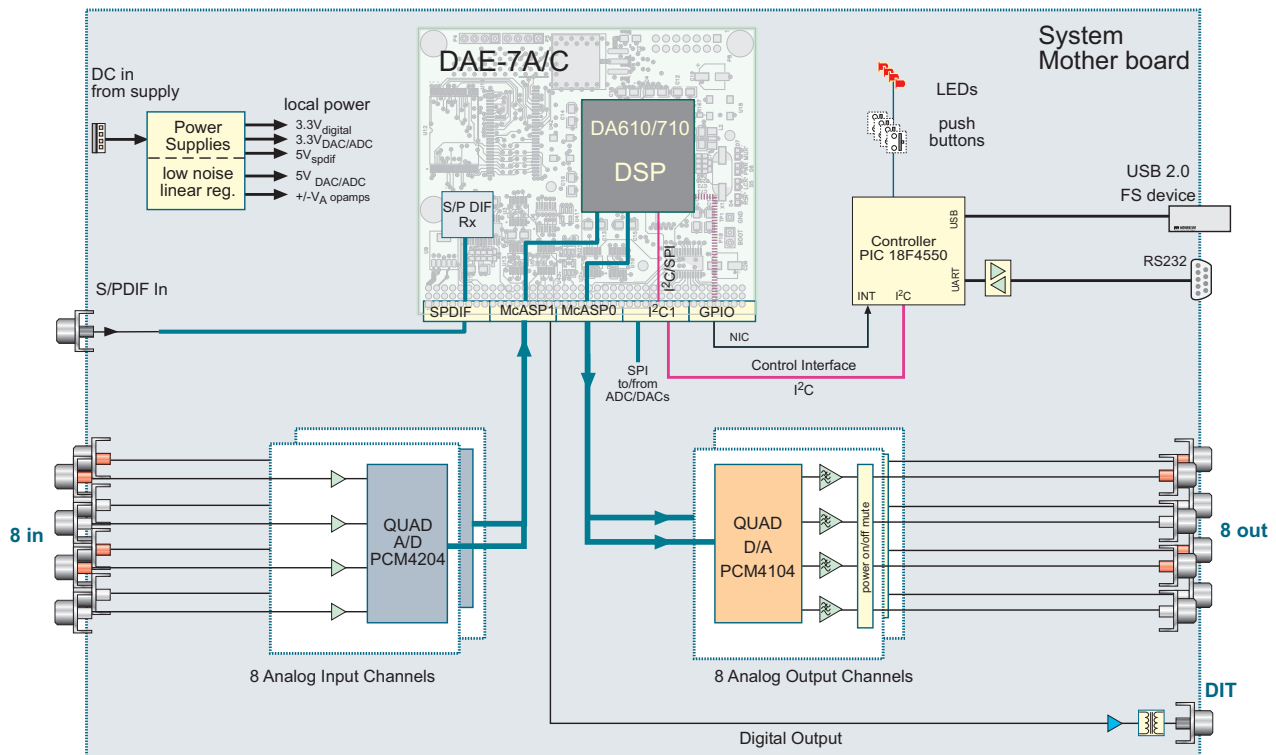 System
Mother board
DAE-7A/C
DC in
from supply
local power
Power
Supplies
low noise
linear reg.
3.3Vdigital
3.3VDAC/ADC
5Vspdif
5V DAC/ADC
+/-VA opamps
DA610/710
DSP
S/P DIF
Rx
I²C/SPI
LEDs
push
buttons
USB 2.0
FS device
USB
Controller
PIC 18F4550
UART
INT
I²C
RS232
S/PDIF In
SPDIF
McASP1
McASP0
I²C1
GPIO
NIC
SPI
to/from
ADC/DACs
Control Interface
I²C
8 in
QUAD
A/D
PCM4204
8 Analog Input Channels
QUAD
D/A
PCM4104
power on/off mute
8 out
8 Analog Output Channels
DIT
Digital Output